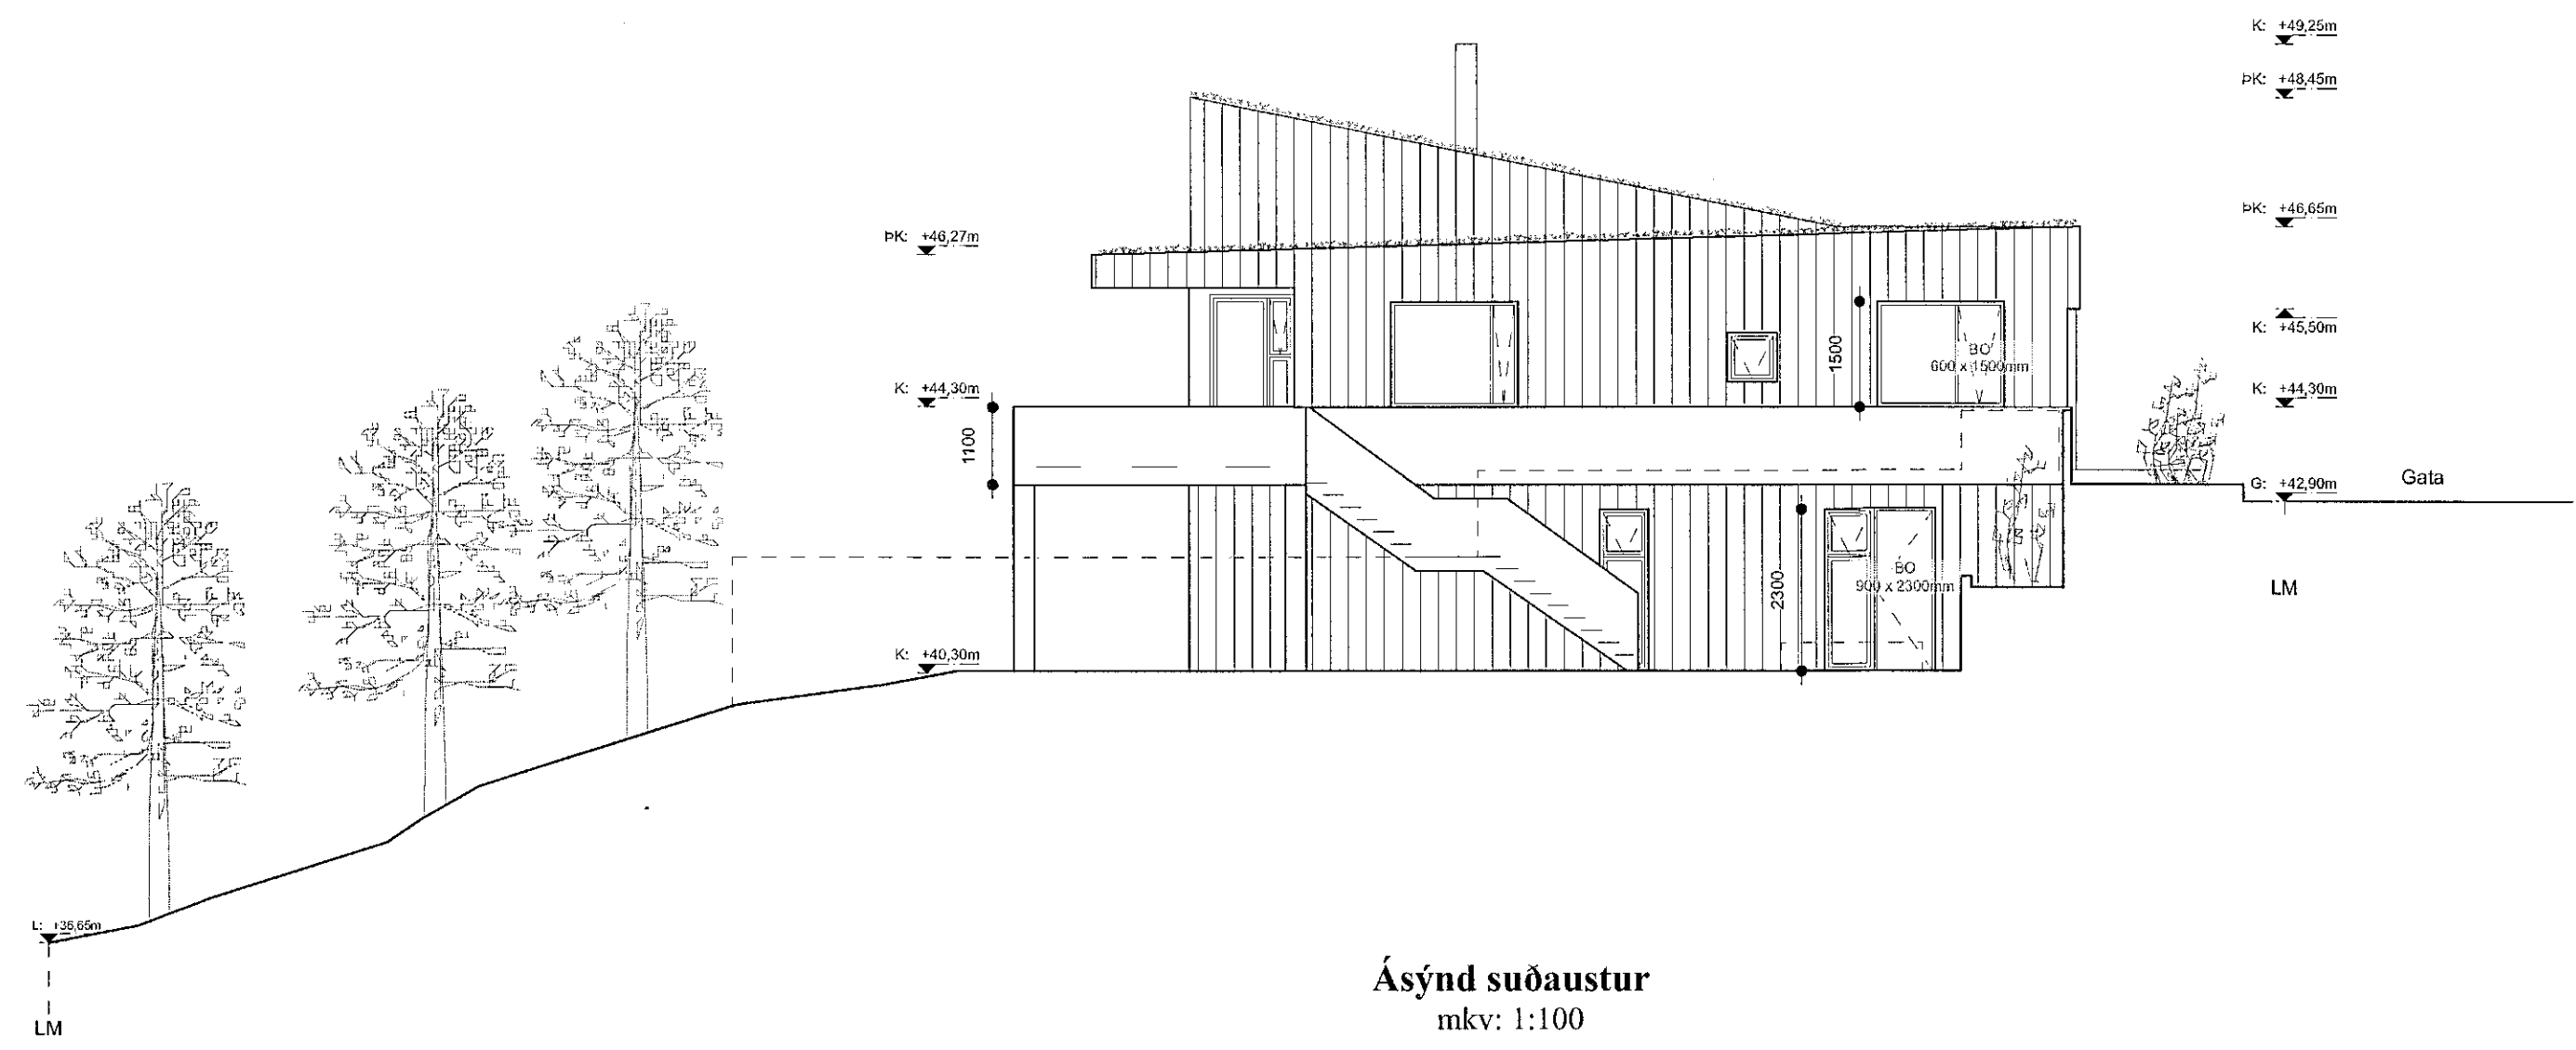 K: +49,25m
ÞK: +48,45m
ÞK: +46,65m
ÞK: +46,27m
K: +45,50m
1500
BO
600 x 1500mm
K: +44,30m
K: +44,30m
1100
G: +42,90m
Gata
2300
BO
900 x 2300mm
LM
K: +40,30m
L: +36,65m
LM
Ásýnd suðaustur
mkv: 1:100